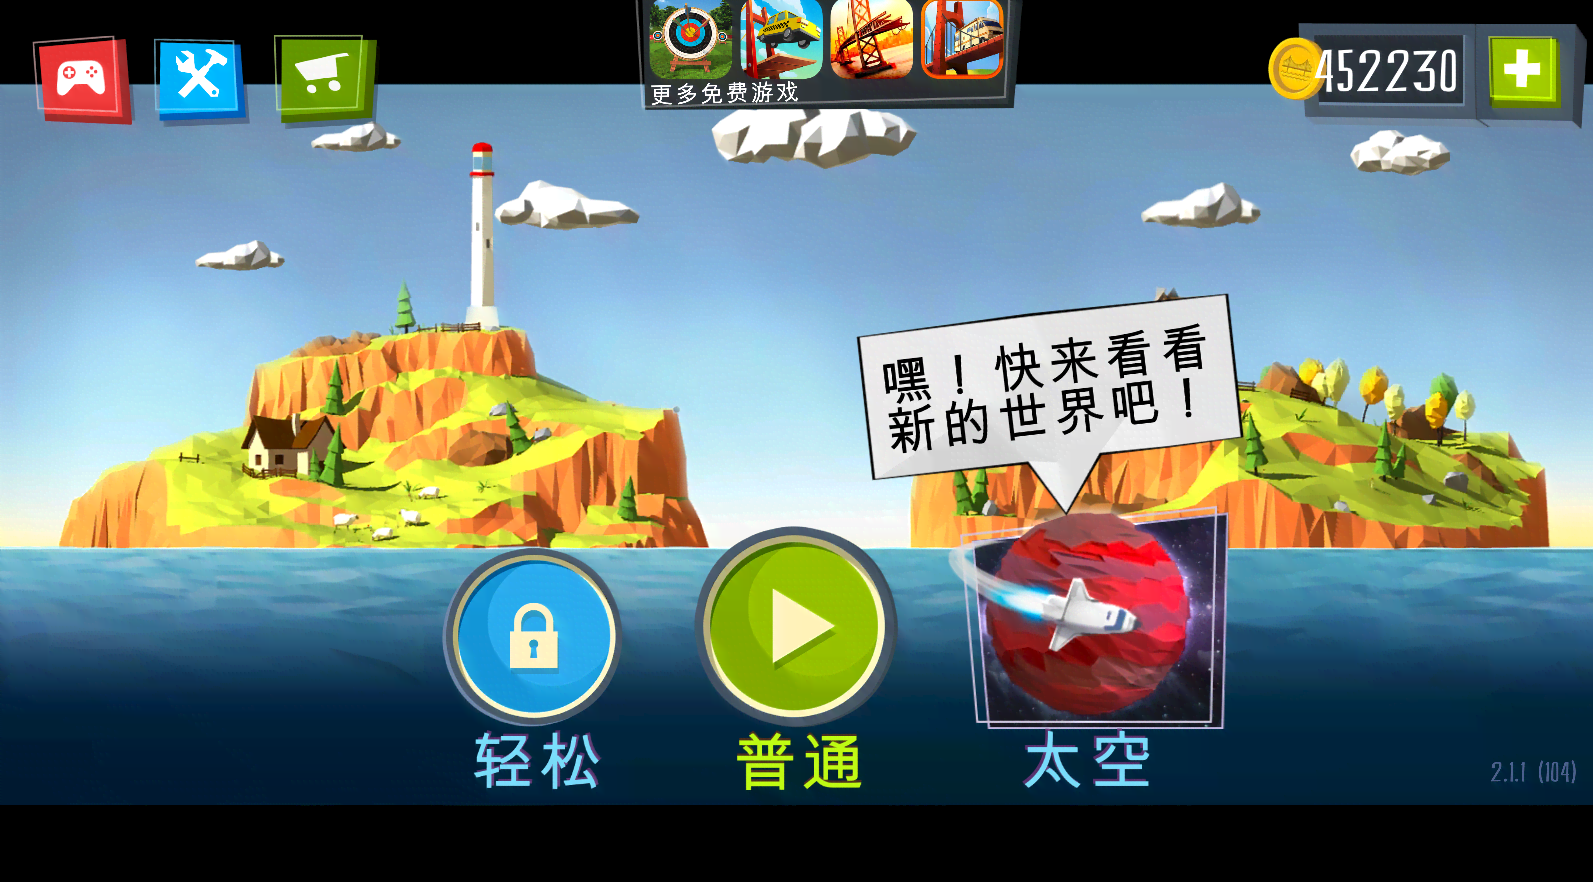 更多免费游戏
452230
嘿！快来看看
新的世界吧！
轻松
普通
太空
2.1.1 (104)